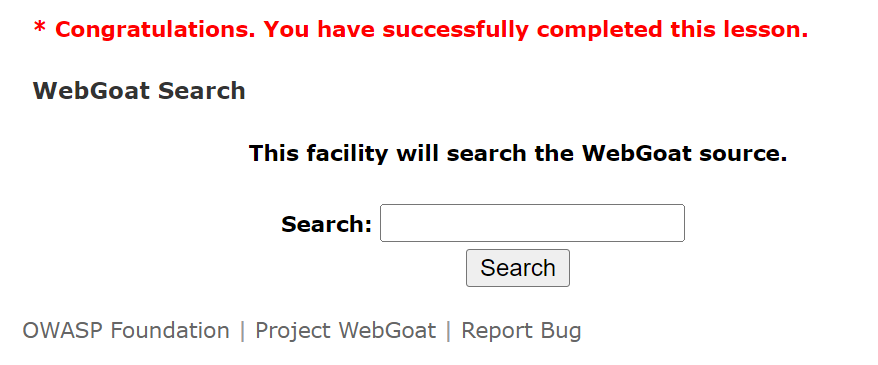 * Congratulations. You have successfully completed this lesson.
WebGoat Search
This facility will search the WebGoat source.
Search:
Search
OWASP Foundation | Project WebGoat | Report Bug